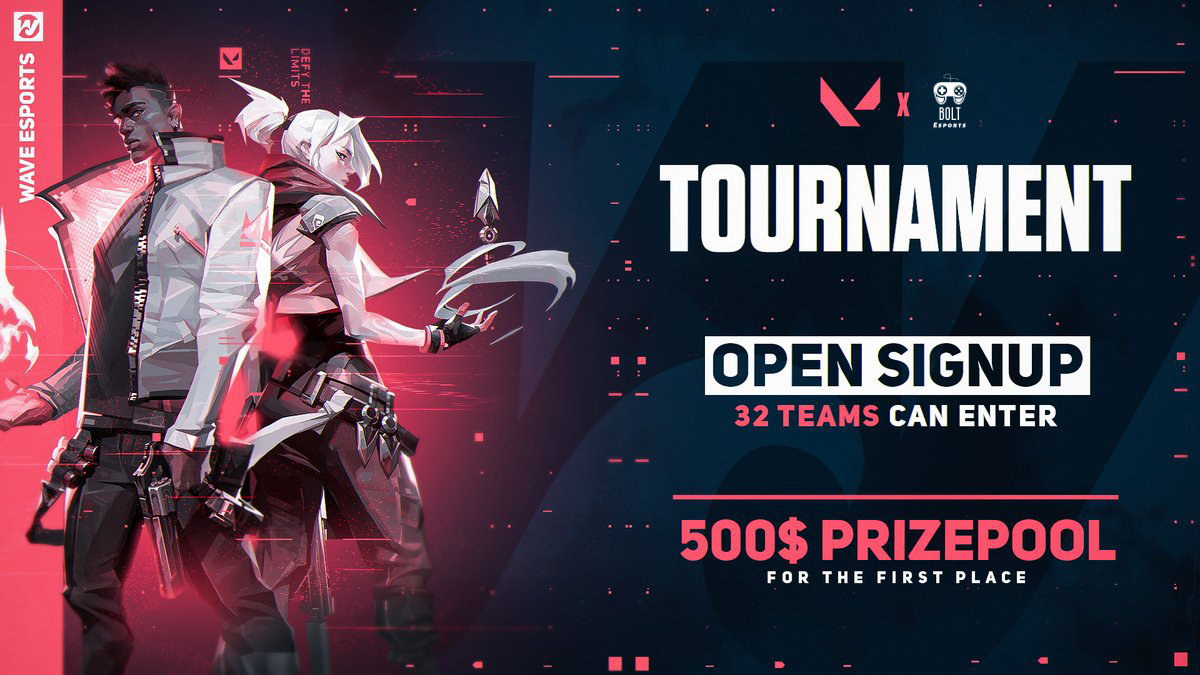 WAVE ESPORTS
DEFY THE
LIMITS
X
BOLT
ESPORTS
TOURNAMENT
OPEN SIGNUP
32 TEAMS CAN ENTER
500$ PRIZEPOOL
FOR THE FIRST PLACE